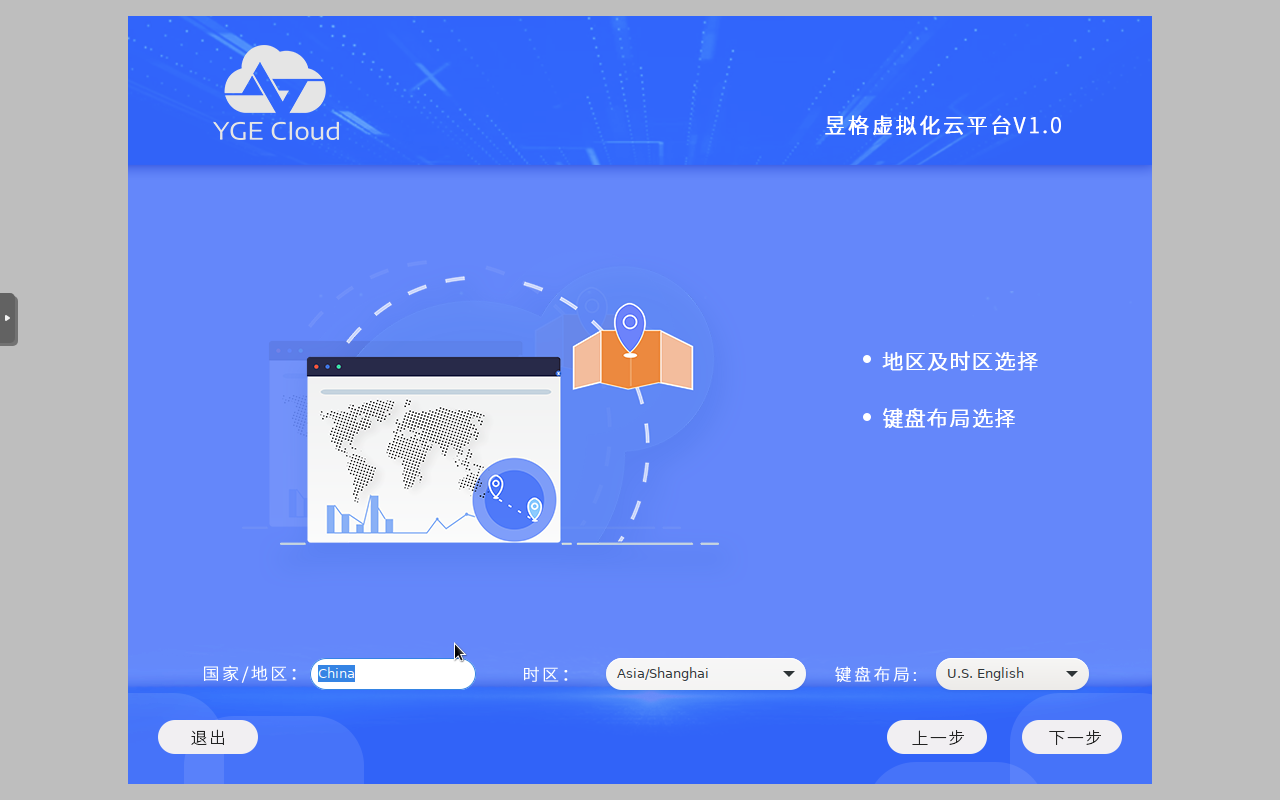 YGE Cloud
昱格虚拟化云平台V1.0
地区及时区选择
键盘布局选择
国家/地区: China 时区: Asia/Shanghai 键盘布局: U.S. English
退出 上一步 下一步